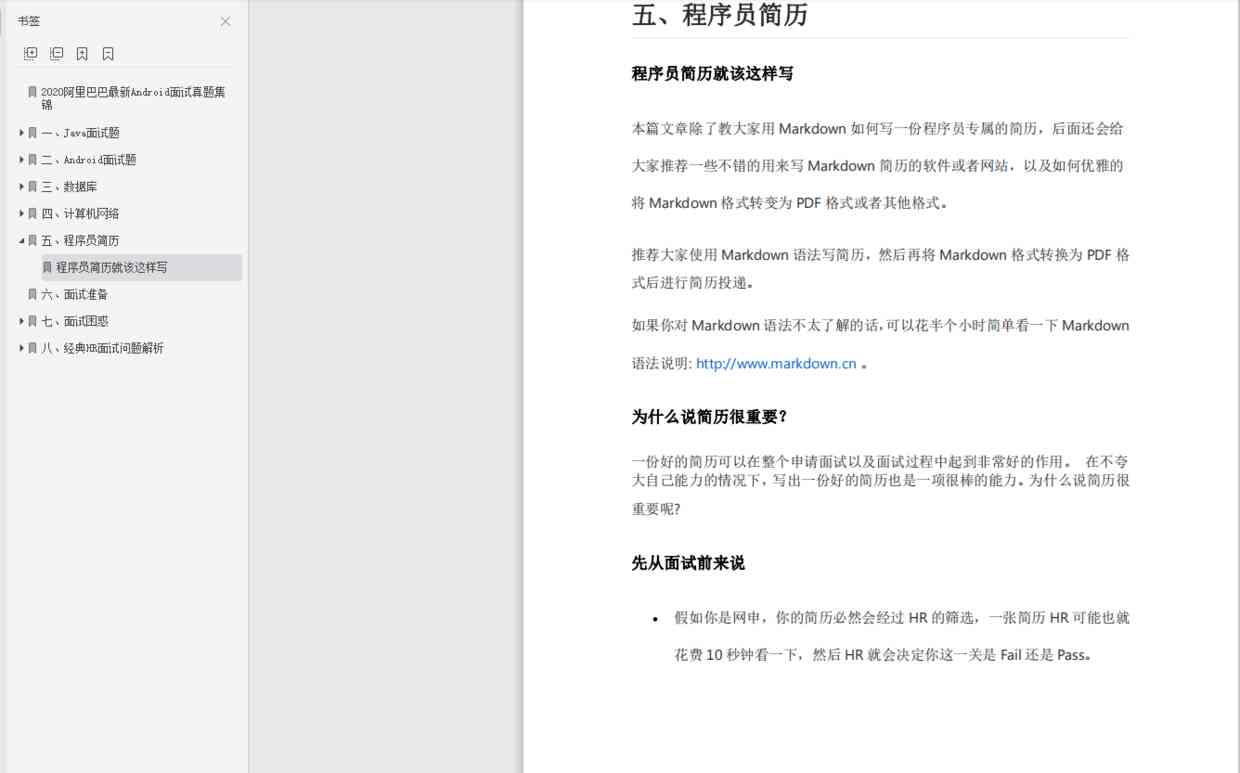 书签
2020阿里巴巴最新Android面试真题集
锦
一、Java面试题
二、Android面试题
三、数据库
四、计算机网络
五、程序员简历
程序员简历就该这样写
六、面试准备
七、面试困惑
八、经典HR面试问题解析
五、程序员简历
程序员简历就该这样写
本篇文章除了教大家用 Markdown 如何写一份程序员专属的简历，后面还会给
大家推荐一些不错的用来写 Markdown 简历的软件或者网站，以及如何优雅的
将 Markdown 格式转变为 PDF 格式或者其他格式。
推荐大家使用 Markdown 语法写简历，然后再将 Markdown 格式转换为 PDF 格
式后进行简历投递。
如果你对 Markdown 语法不太了解的话，可以花半个小时简单看一下 Markdown
语法说明: http://www.markdown.cn 。
为什么说简历很重要?
一份好的简历可以在整个申请面试以及面试过程中起到非常好的作用。 在不夸
大自己能力的情况下，写出一份好的简历也是一项很棒的能力。为什么说简历很
重要呢?
先从面试前来说
• 假如你是网申，你的简历必然会经过 HR 的筛选，一张简历 HR 可能也就
花费 10 秒钟看一下，然后 HR 就会决定你这一关是 Fail 还是 Pass。